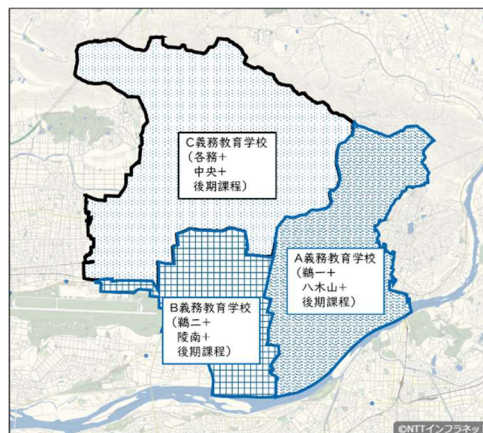 C義務教育学校
(各務+
中央+
後期課程)
A義務教育学校
(鵜一+
八木山+
後期課程)
B義務教育学校
(鵜二+
陵南+
後期課程)
©NTTインフラネッ